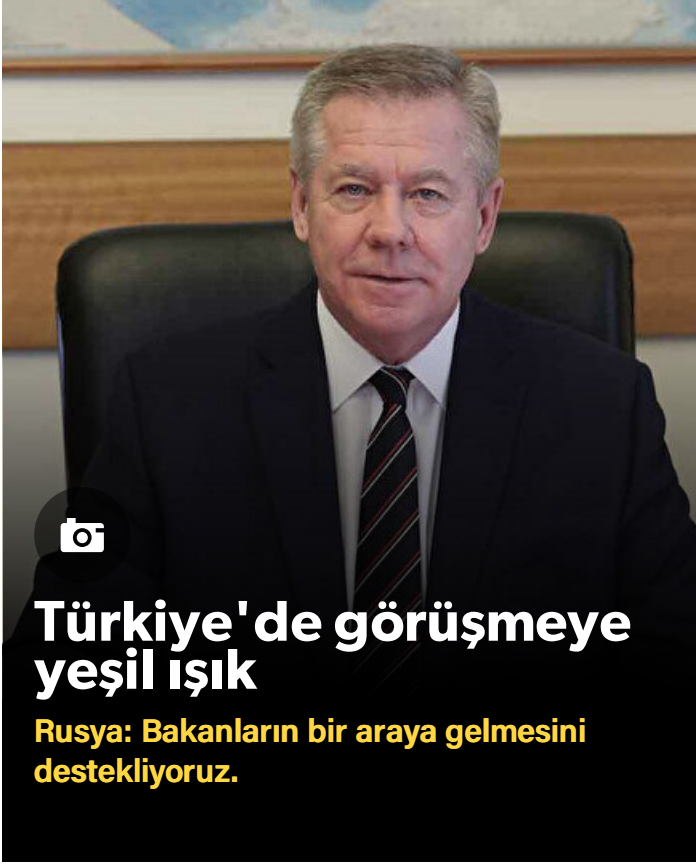 Türkiye'de görüşmeye
yeşil ışık
Rusya: Bakanların bir araya gelmesini
destekliyoruz.